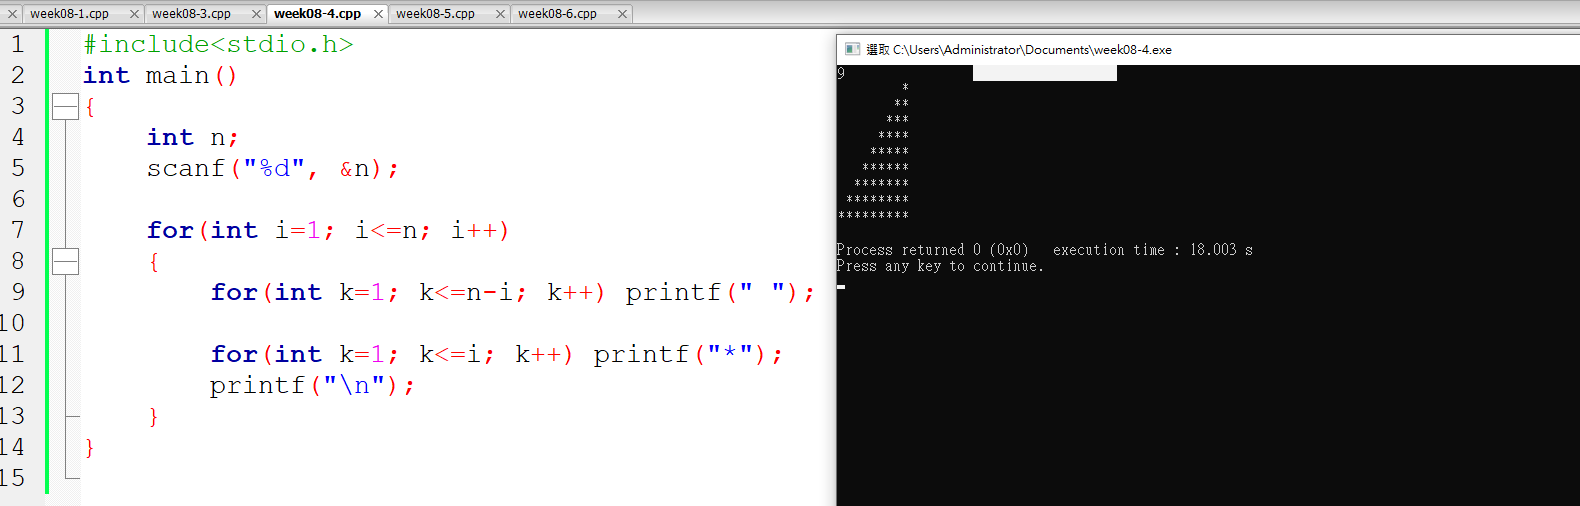 week08-1.cpp week08-3.cpp week08-4.cpp week08-5.cpp week08-6.cpp
1 #include<stdio.h>
2 int main()
3 {
4 int n;
5 scanf("%d", &n);
6
7 for(int i=1; i<=n; i++)
8 {
9 for(int k=1; k<=n-i; k++) printf(" ");
10
11 for(int k=1; k<=i; k++) printf("*");
12 printf("\n");
13 }
14 }
15
選取 C:\Users\Administrator\Documents\week08-4.exe
9
        *
       **
      ***
     ****
    *****
   ******
  *******
 ********
*********
Process returned 0 (0x0)   execution time : 18.003 s
Press any key to continue.